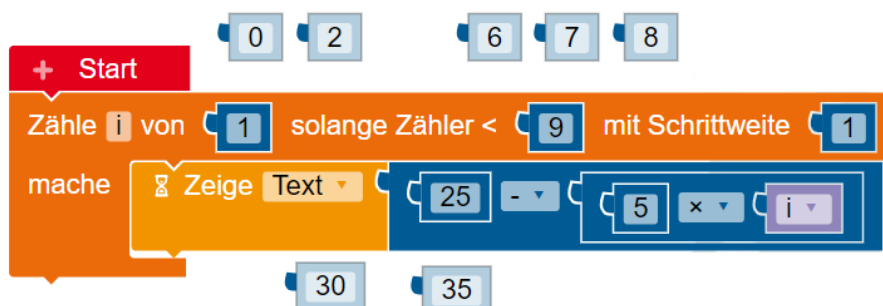 0 2 6 7 8
+ Start
Zähle i von 1 solange Zähler < 9 mit Schrittweite 1
mache Zeige Text 25 - 5 × i
30 35